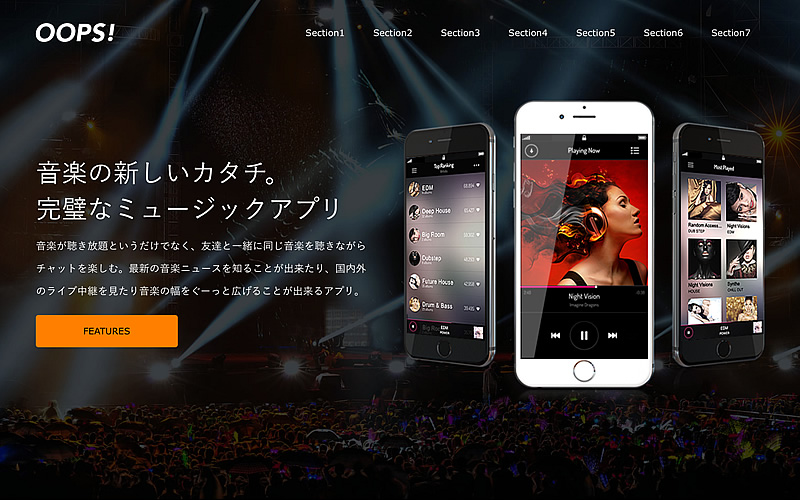 OOPS!
Section1
Section2
Section3
Section4
Section5
Section6
Section7
音楽の新しいカタチ。
完璧なミュージックアプリ
音楽が聴き放題というだけでなく、友達と一緒に同じ音楽を聴きながら
チャットを楽しむ。最新の音楽ニュースを知ることが出来たり、国内外
のライブ中継を見たり音楽の幅をぐーっと広げることが出来るアプリ。
FEATURES
Top Ranking
EDM
Deep House
Big Room
Dubstep
Future House
Drum & Bass
Big Room
EDM
POWER
Playing Now
Night Vision
Imagine Dragons
Most Played
Random Access...
DUB STEP
Night Visions
EDM
Night Visions
HOUSE
Synthe
CHILL OUT
EDM
POWER